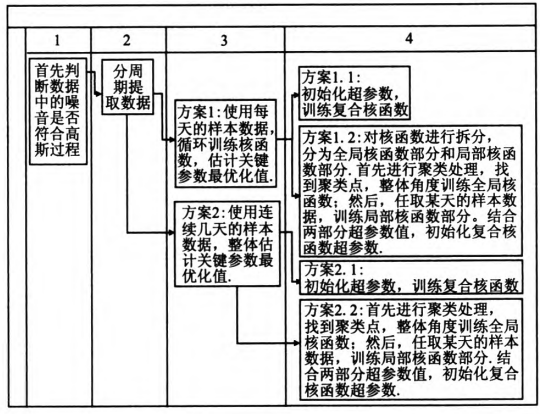 1 2 3 4
首先判
断数据
中的噪
音是否
符合高
斯过程
分周
期提
取数据
方案1:使用每
天的样本数据,
循环训练核函
数,估计关键
参数最优化值.
方案2:使用连
续几天的样本
数据,整体估
计关键参数最
优化值.
方案1.1:
初始化超参数,
训练复合核函数
方案1.2:对核函数进行拆分,
分为全局核函数部分和局部核函
数部分.首先进行聚类处理,找
到聚类点,整体角度训练全局核
函数;然后,任取某天的样本数
据,训练局部核函数部分。结合
两部分超参数值,初始化复合核
函数超参数.
方案2.1:
初始化超参数,训练复合核函数
方案2.2:首先进行聚类处理,
找到聚类点,整体角度训练全局
核函数;然后,任取某天的样本
数据,训练局部核函数部分.结
合两部分超参数值,初始化复合
核函数超参数.